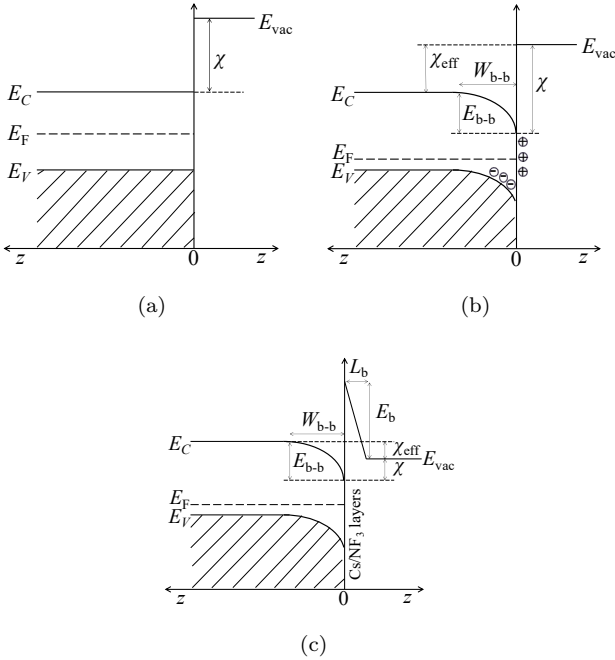 E_vac
χ
E_C
E_F
E_V
z
0
z
(a)
E_vac
χ_eff
W_b-b
χ
E_C
E_b-b
E_F
E_V
⊕
⊕
⊕
⊖
⊖
⊖
z
0
z
(b)
L_b
W_b-b
E_b
E_C
χ_eff
E_b-b
χ
E_vac
E_F
E_V
Cs/NF₃ layers
z
0
z
(c)